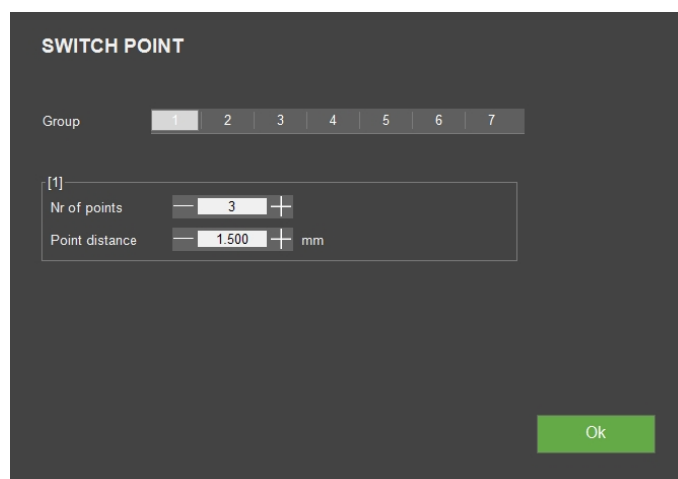 SWITCH POINT
Group 1 2 3 4 5 6 7
[1]
Nr of points — 3 +
Point distance — 1.500 + mm
Ok